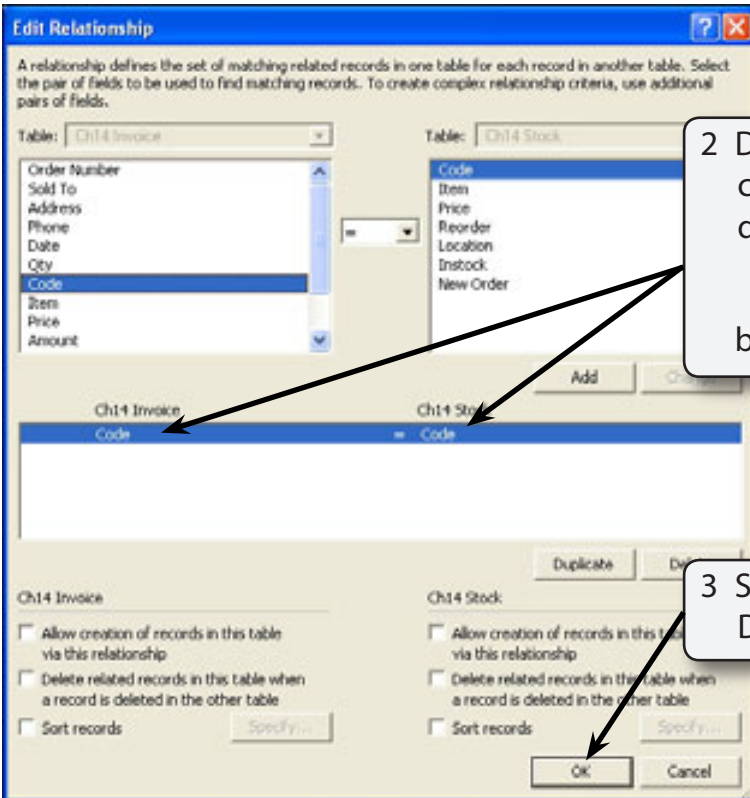 Edit Relationship
A relationship defines the set of matching related records in one table for each record in another table. Select
the pair of fields to be used to find matching records. To create complex relationship criteria, use additional
pairs of fields.
Table: Ch14 Invoice
Table: Ch14 Stock
Order Number
Sold To
Address
Phone
Date
Qty
Code
Item
Price
Amount
=
Code
Item
Price
Reorder
Location
Instock
New Order
2 D
b
Add
Ch14 Invoice
Ch14 Sto
Code = Code
Duplicate
De
Ch14 Invoice
Allow creation of records in this table
via this relationship
Delete related records in this table when
a record is deleted in the other table
Sort records
Specify...
Ch14 Stock
Allow creation of records in this
via this relationship
Delete related records in this table when
a record is deleted in the other table
Sort records
Specify...
3 S
D
OK
Cancel